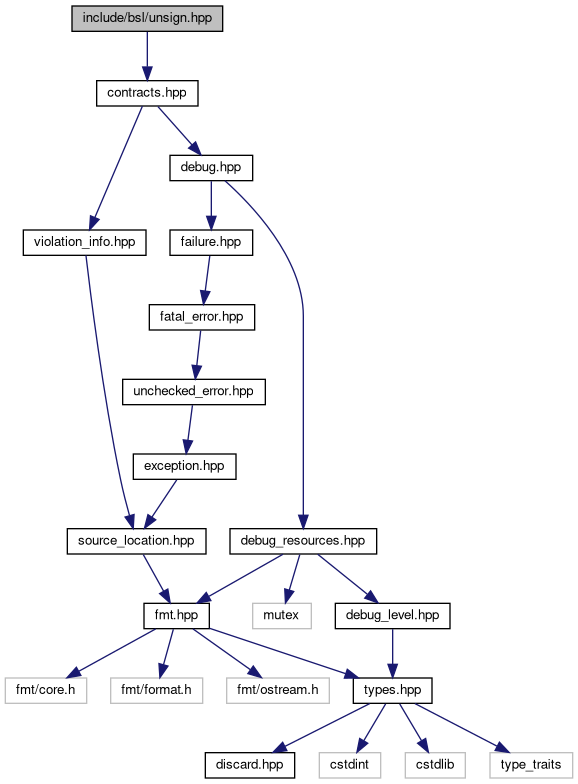 include/bsl/unsign.hpp
contracts.hpp
debug.hpp
violation_info.hpp
failure.hpp
fatal_error.hpp
unchecked_error.hpp
exception.hpp
source_location.hpp
debug_resources.hpp
fmt.hpp
mutex
debug_level.hpp
fmt/core.h
fmt/format.h
fmt/ostream.h
types.hpp
discard.hpp
cstdint
cstdlib
type_traits